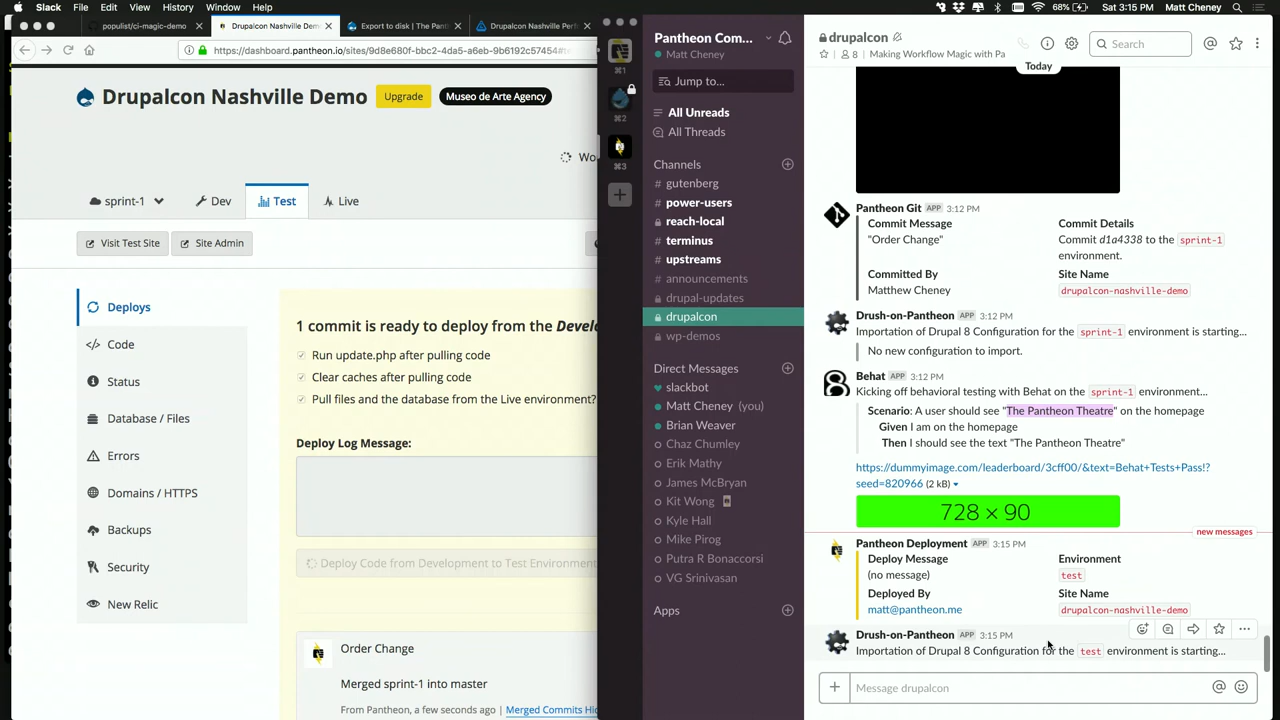 Slack File Edit View History Window
68% Sat 3:15 PM Matt Cheney
populist/ci-magic-demo
Drupalcon Nashville Demo
Export to disk | The Pant
Drupalcon Nashville Perf
https://dashboard.pantheon.io/sites/9d8e680f-bbc2-4da5-a6eb-9b6192c57454#te
Drupalcon Nashville Demo
Upgrade
Museo de Arte Agency
Wo
sprint-1
Dev
Test
Live
Visit Test Site
Site Admin
Deploys
Code
Status
Database / Files
Errors
Domains / HTTPS
Backups
Security
New Relic
1 commit is ready to deploy from the Develo
Run update.php after pulling code
Clear caches after pulling code
Pull files and the database from the Live environment?
Deploy Log Message:
Deploy Code from Development to Test Environment
Order Change
Merged sprint-1 into master
From Pantheon, a few seconds ago | Merged Commits Hid
⌘1
⌘2
⌘3
Pantheon Com...
Matt Cheney
Jump to...
All Unreads
All Threads
Channels
# gutenberg
# power-users
reach-local
# terminus
# upstreams
# announcements
drupal-updates
drupalcon
wp-demos
Direct Messages
slackbot
Matt Cheney (you)
Brian Weaver
Chaz Chumley
Erik Mathy
James McBryan
Kit Wong
Kyle Hall
Mike Pirog
Putra R Bonaccorsi
VG Srinivasan
Apps
drupalcon
8 | Making Workflow Magic with Pa
Search
Today
Pantheon Git APP 3:12 PM
Commit Message
"Order Change"
Commit Details
Commit d1a4338 to the sprint-1
environment.
Committed By
Matthew Cheney
Site Name
drupalcon-nashville-demo
Drush-on-Pantheon APP 3:12 PM
Importation of Drupal 8 Configuration for the sprint-1 environment is starting...
No new configuration to import.
Behat APP 3:12 PM
Kicking off behavioral testing with Behat on the sprint-1 environment...
Scenario: A user should see "The Pantheon Theatre" on the homepage
Given I am on the homepage
Then I should see the text "The Pantheon Theatre"
https://dummyimage.com/leaderboard/3cff00/&text=Behat+Tests+Pass!?
seed=820966 (2 kB)
728 × 90
new messages
Pantheon Deployment APP 3:15 PM
Deploy Message
(no message)
Environment
test
Deployed By
matt@pantheon.me
Site Name
drupalcon-nashville-demo
Drush-on-Pantheon APP 3:15 PM
Importation of Drupal 8 Configuration for the test environment is starting...
Message drupalcon